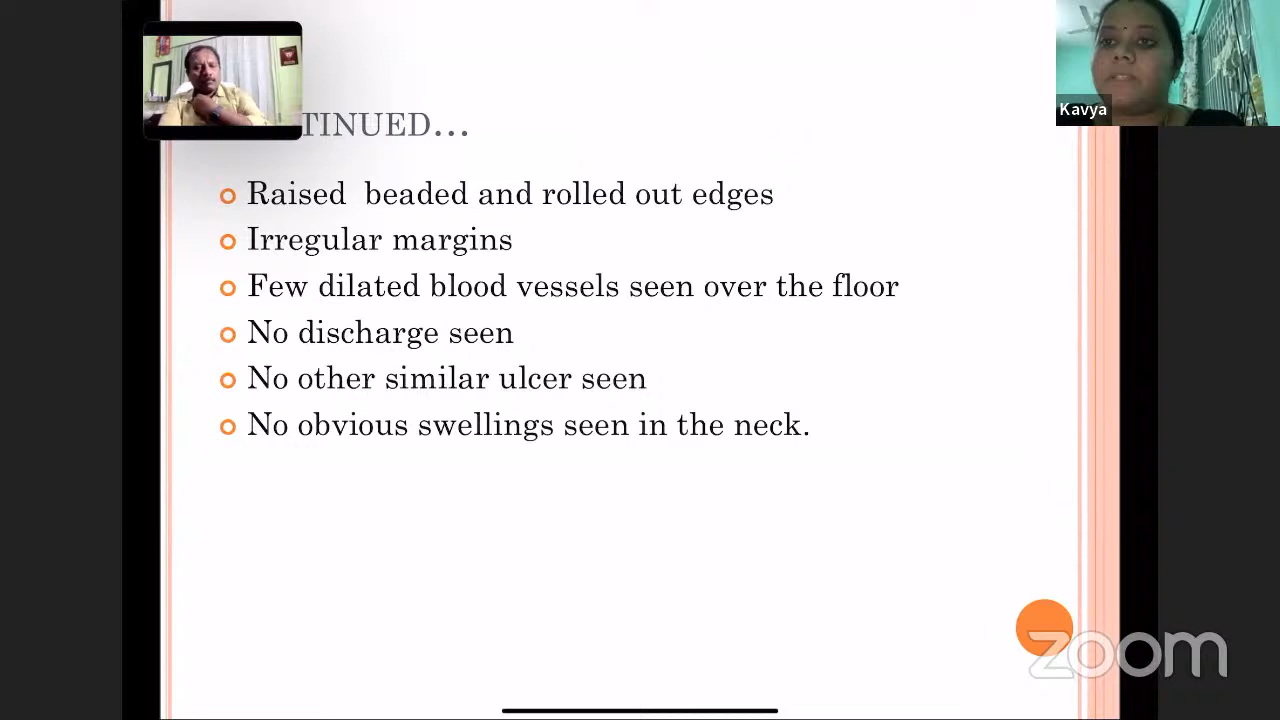 TINUED...
Raised beaded and rolled out edges
Irregular margins
Few dilated blood vessels seen over the floor
No discharge seen
No other similar ulcer seen
No obvious swellings seen in the neck.
Kavya
zoom